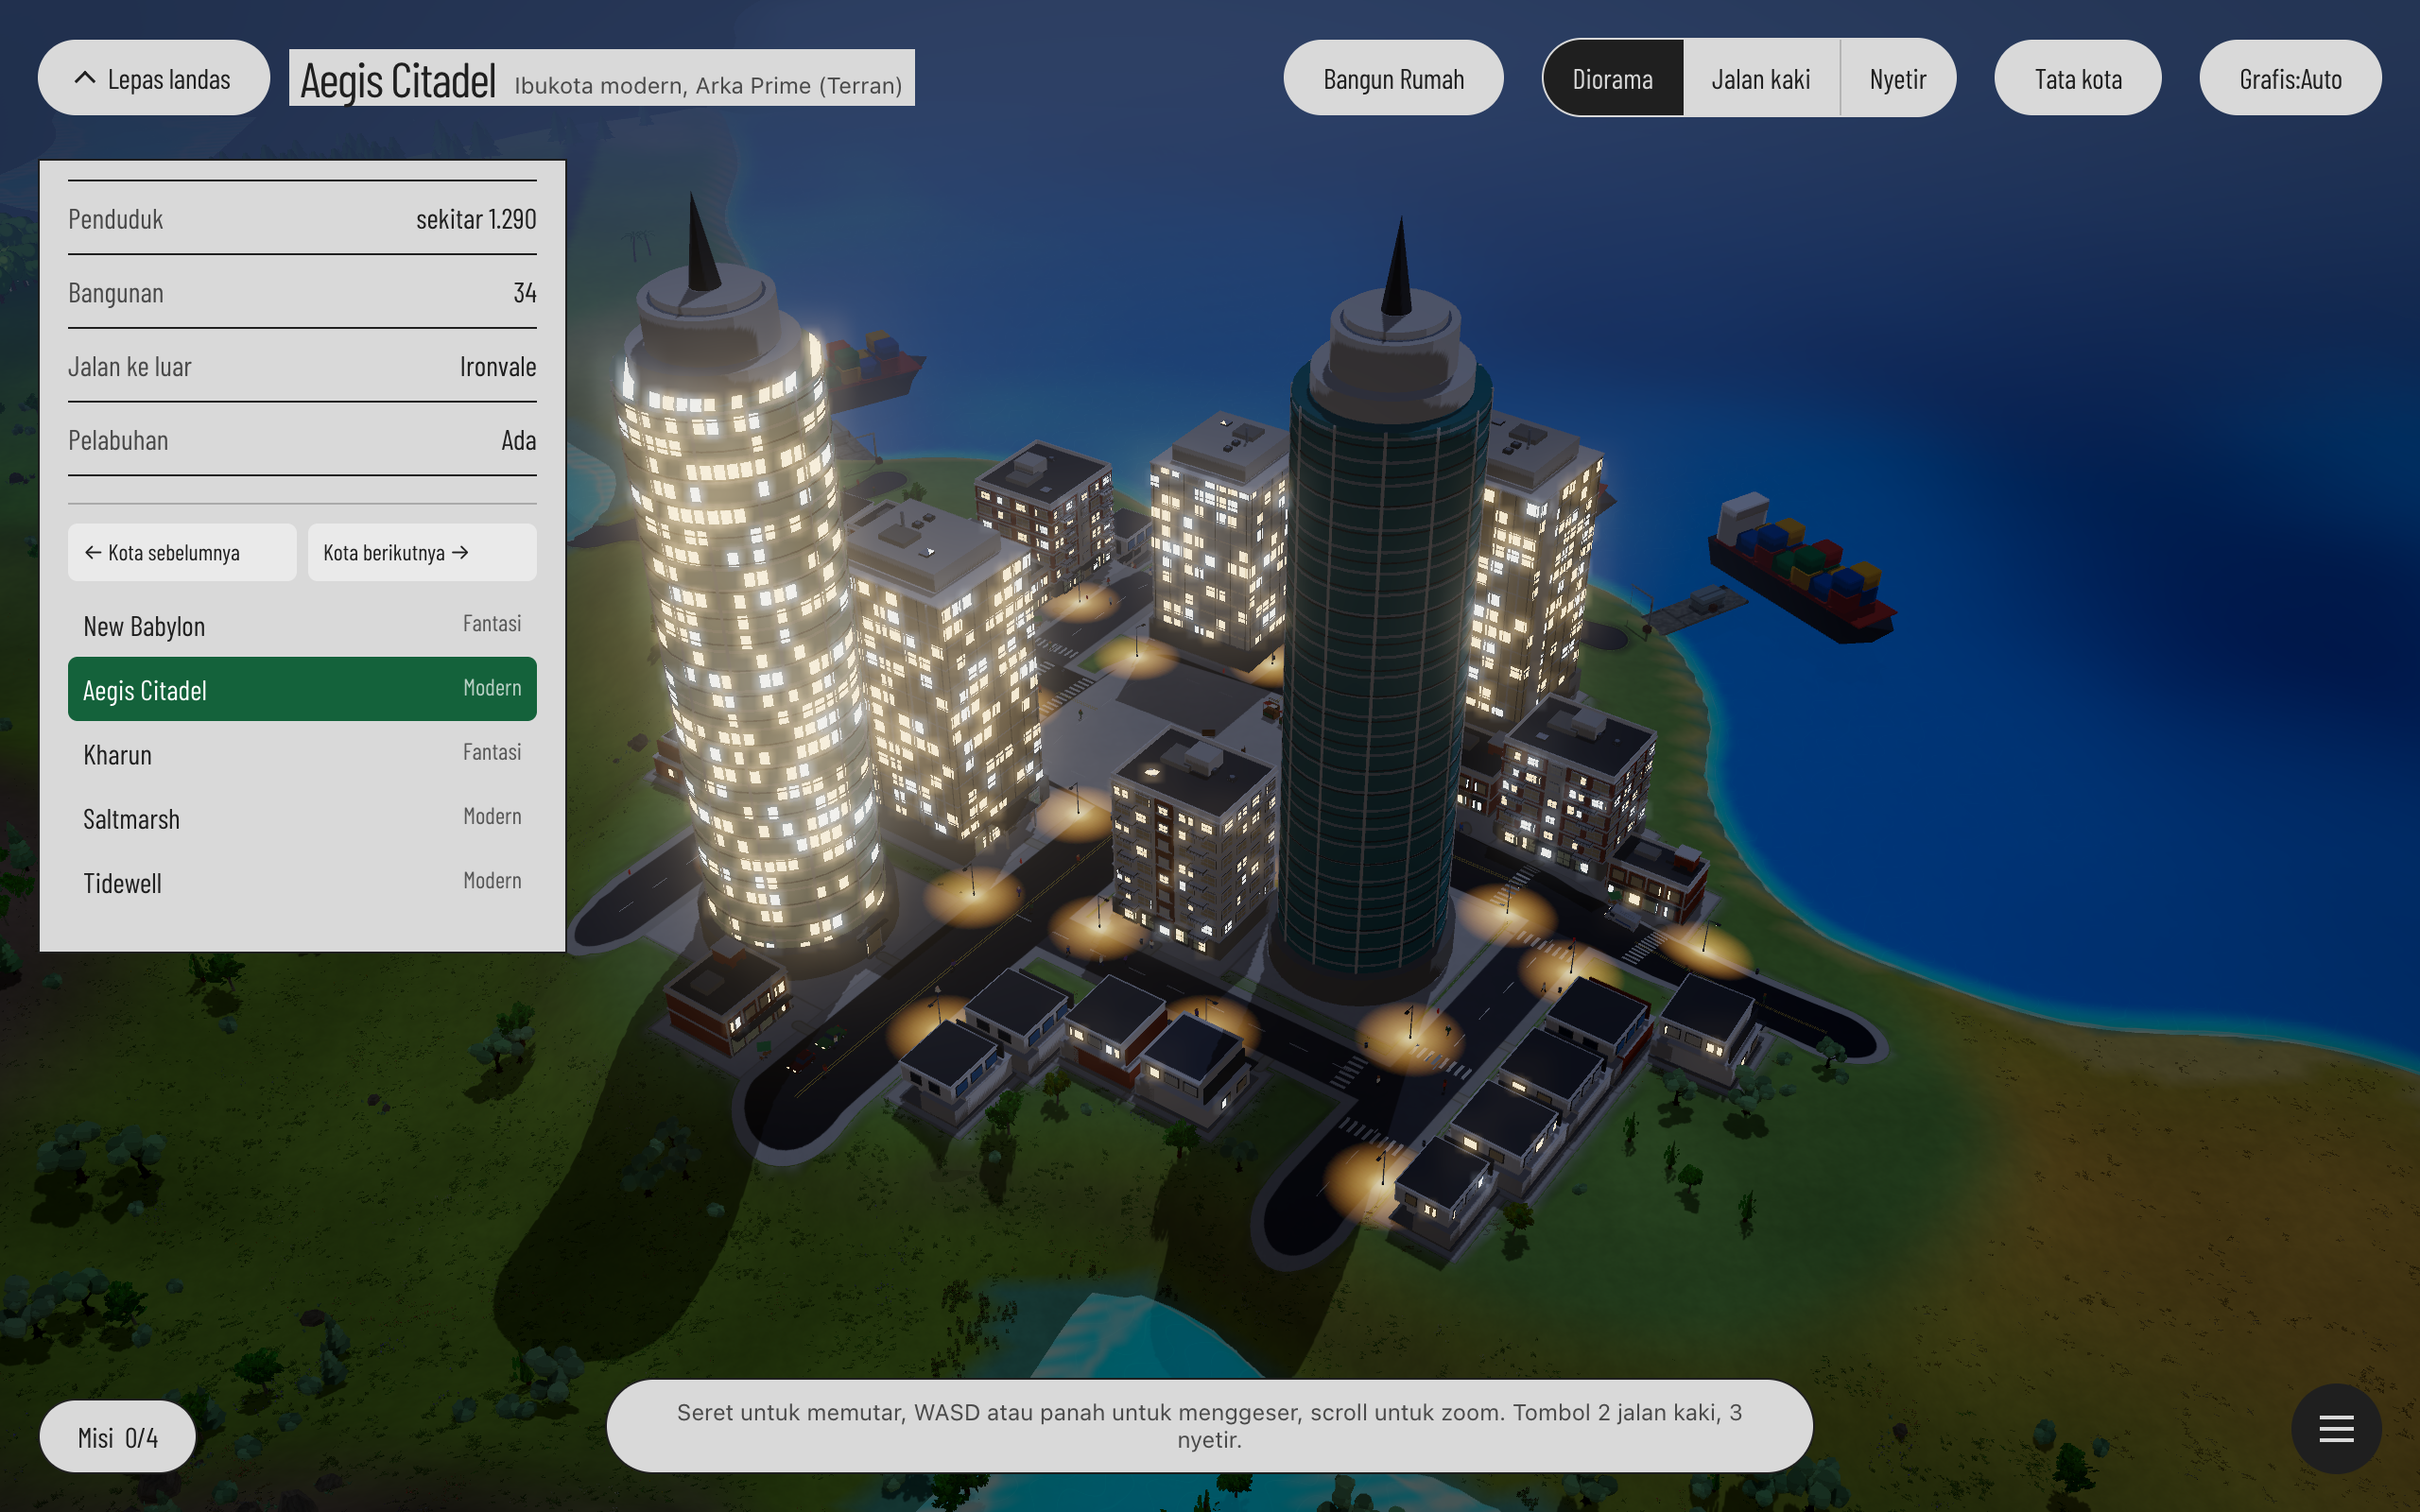 Lepas landas
Aegis Citadel Ibukota modern, Arka Prime (Terran)
Bangun Rumah
Diorama
Jalan kaki
Nyetir
Tata kota
Grafis:Auto
Penduduk sekitar 1.290
Bangunan 34
Jalan ke luar Ironvale
Pelabuhan Ada
← Kota sebelumnya
Kota berikutnya →
New Babylon Fantasi
Aegis Citadel Modern
Kharun Fantasi
Saltmarsh Modern
Tidewell Modern
Misi 0/4
Seret untuk memutar, WASD atau panah untuk menggeser, scroll untuk zoom. Tombol 2 jalan kaki, 3
nyetir.